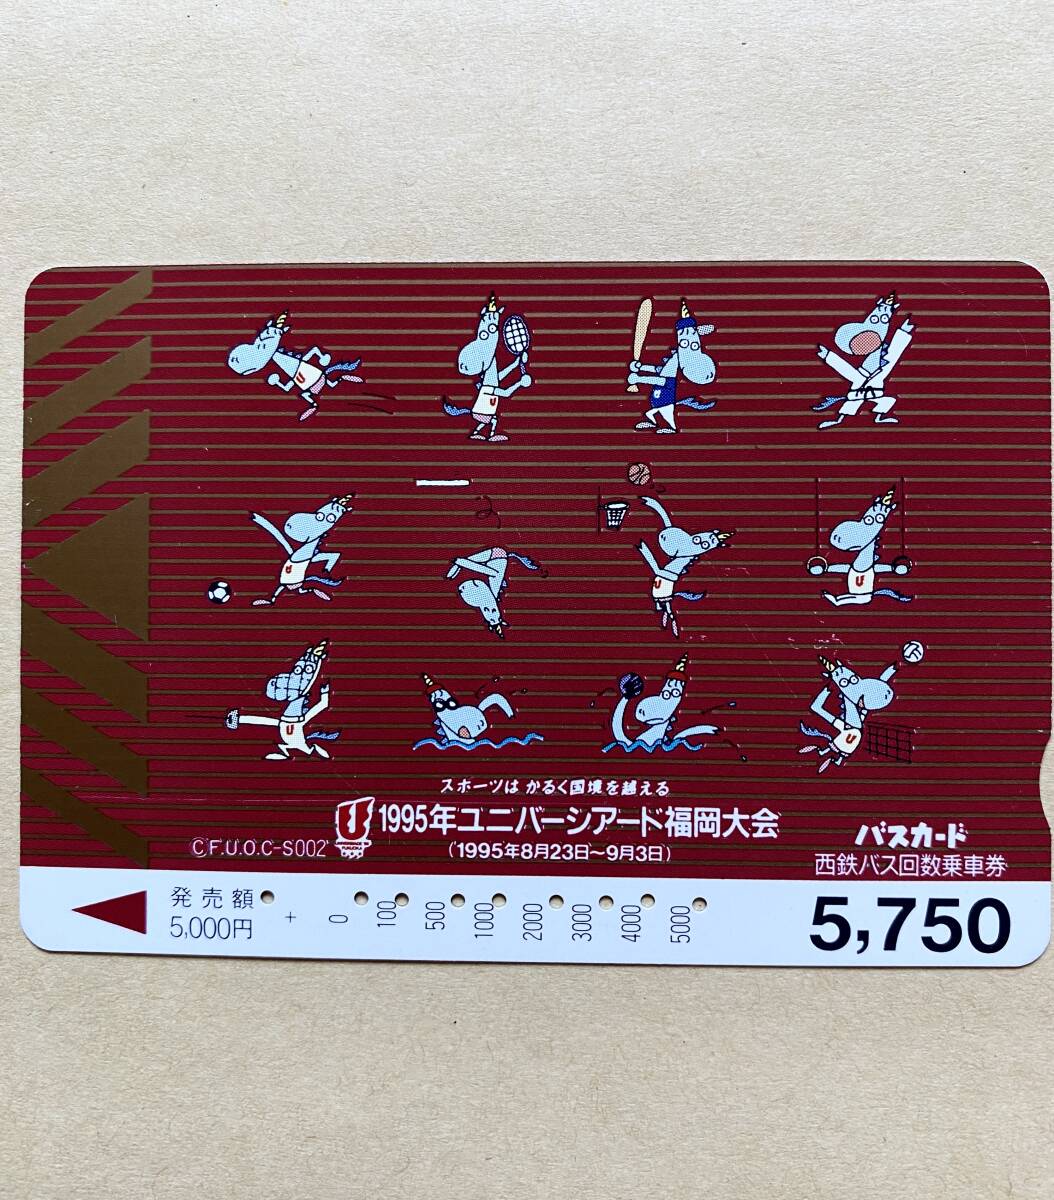 スポーツは かるく国境を越える
1995年ユニバーシアード福岡大会
(1995年8月23日〜9月3日)
©F.U.O.C-S002
バスカード
西鉄バス回数乗車券
発売額
5,000円
+ 0 100 500 1000 2000 3000 4000 5000
5,750